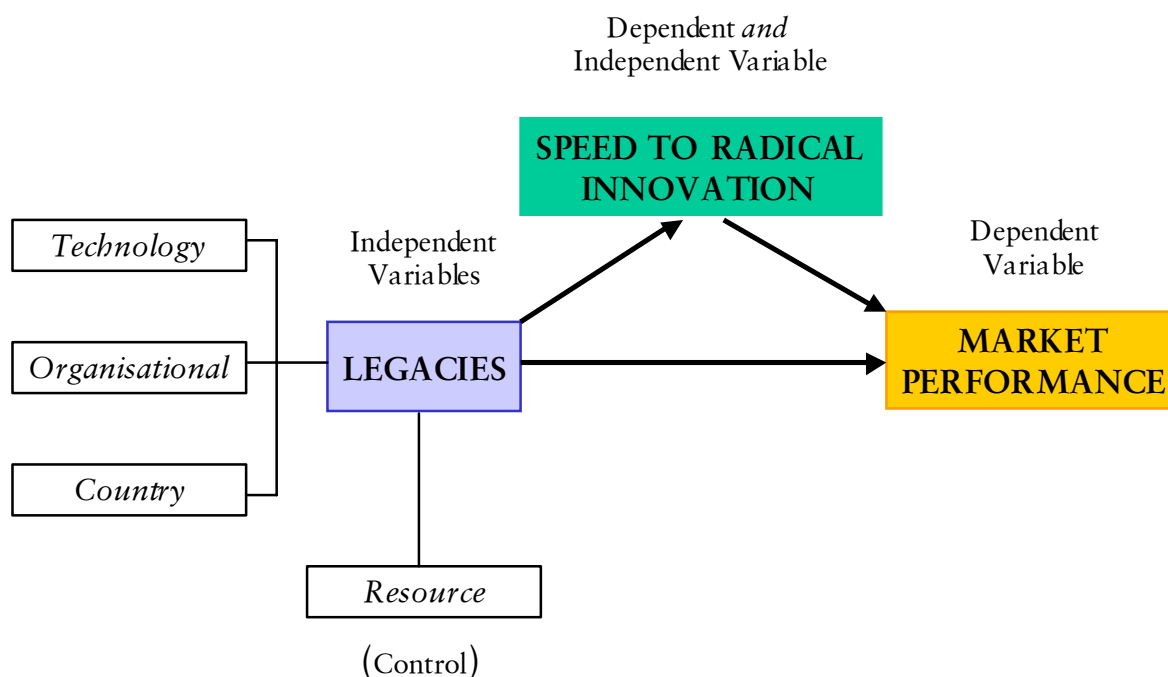 Dependent and
Independent Variable
SPEED TO RADICAL
INNOVATION
Technology
Independent
Variables
Dependent
Variable
Organisational
LEGACIES
MARKET
PERFORMANCE
Country
Resource
(Control)